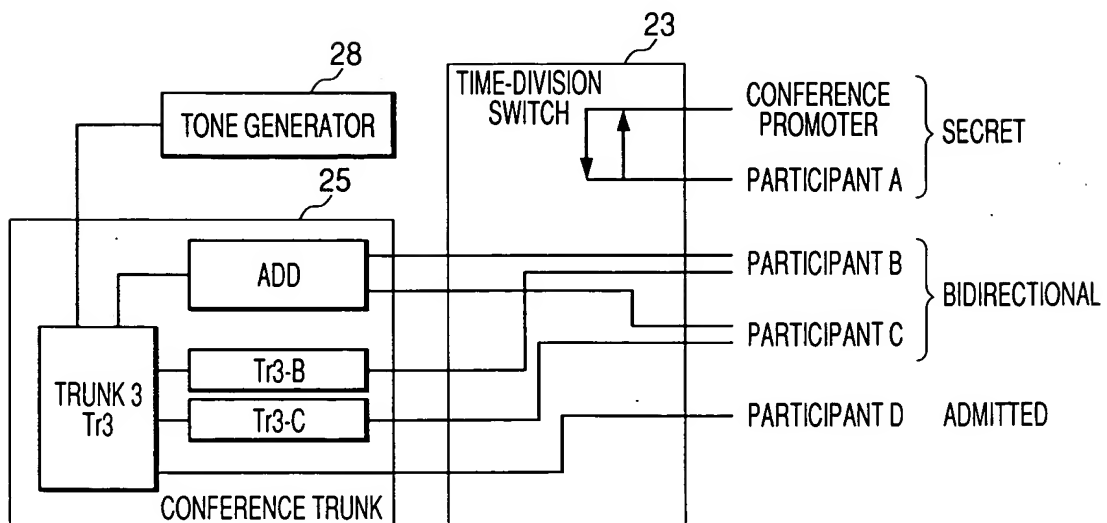 28
23
TONE GENERATOR
TIME-DIVISION
SWITCH
CONFERENCE
PROMOTER
SECRET
PARTICIPANT A
25
ADD
PARTICIPANT B
BIDIRECTIONAL
PARTICIPANT C
TRUNK 3
Tr3
Tr3-B
Tr3-C
PARTICIPANT D ADMITTED
CONFERENCE TRUNK